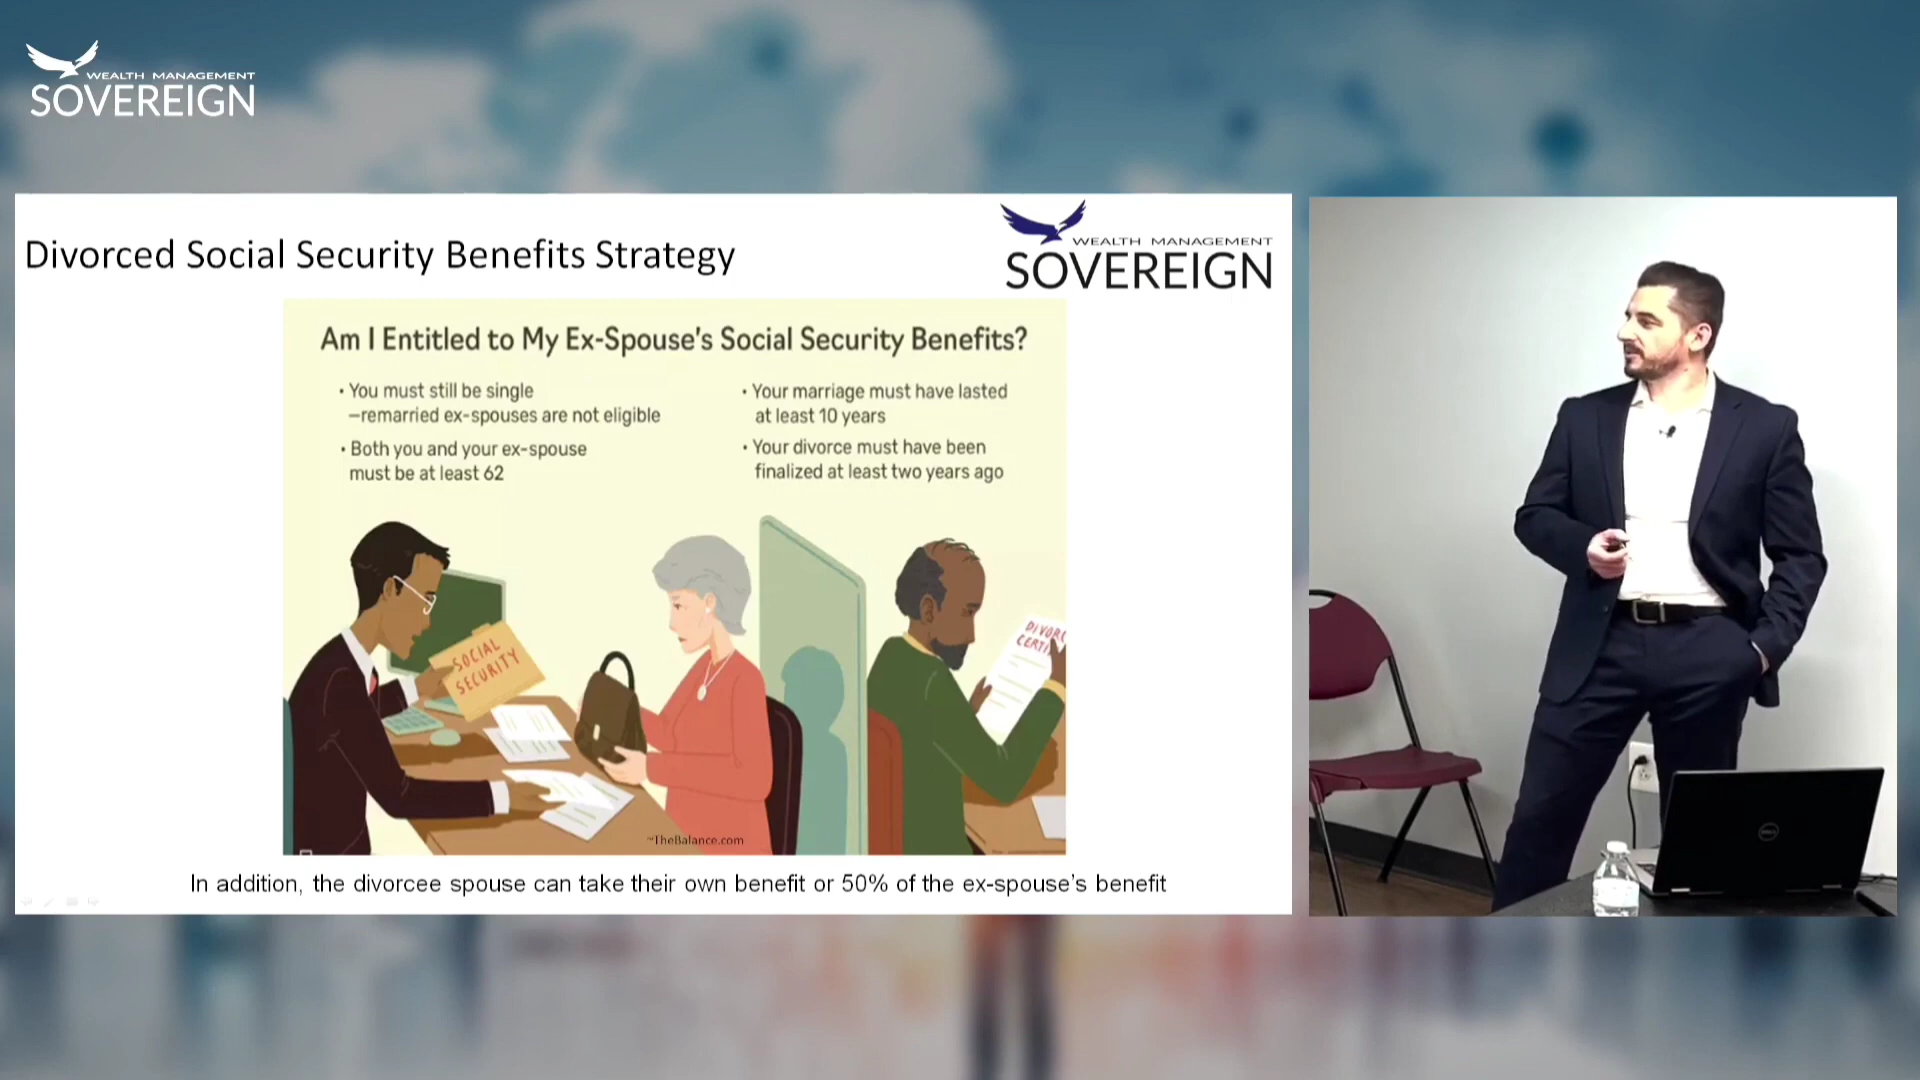 WEALTH MANAGEMENT
SOVEREIGN
Divorced Social Security Benefits Strategy
WEALTH MANAGEMENT
SOVEREIGN
Am I Entitled to My Ex-Spouse's Social Security Benefits?
• You must still be single
–remarried ex-spouses are not eligible
• Both you and your ex-spouse
must be at least 62
• Your marriage must have lasted
at least 10 years
• Your divorce must have been
finalized at least two years ago
SOCIAL
SECURITY
DIVORC
CERTI
~TheBalance.com
In addition, the divorcee spouse can take their own benefit or 50% of the ex-spouse's benefit
DELL